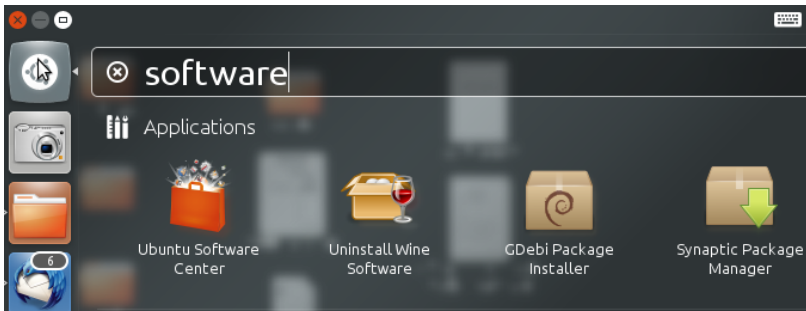 software
Applications
Ubuntu Software
Center
Uninstall Wine
Software
GDebi Package
Installer
Synaptic Package
Manager
6